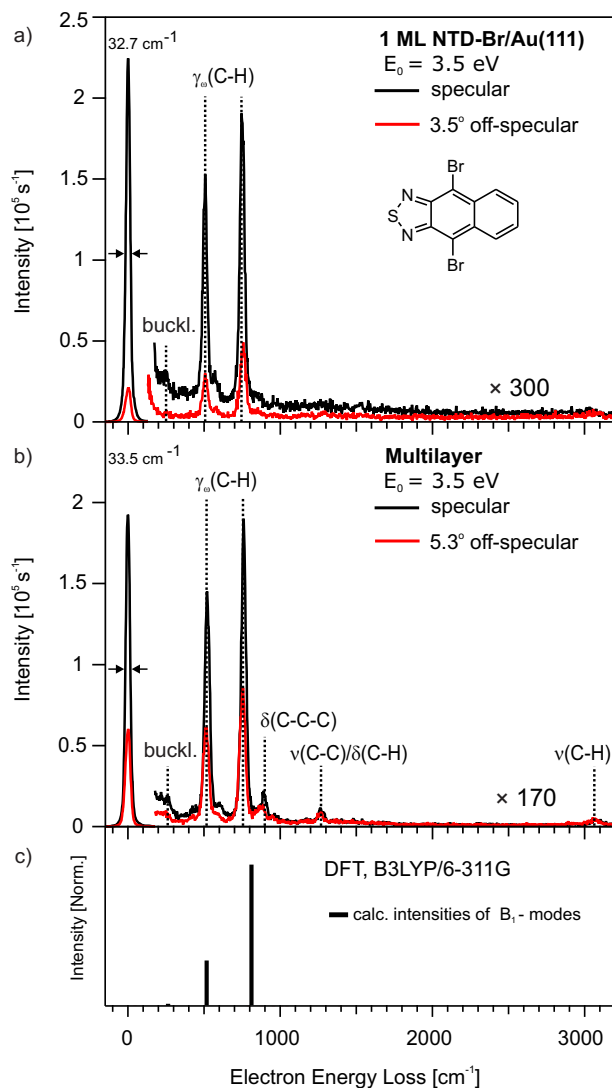 a)
2.5
2
1.5
1
0.5
0
Intensity [10⁵ s⁻¹]
32.7 cm⁻¹
γω(C-H)
buckl.
1 ML NTD-Br/Au(111)
E₀ = 3.5 eV
specular
3.5° off-specular
Br
N
S
N
Br
× 300
b)
2
1.5
1
0.5
0
Intensity [10⁵ s⁻¹]
33.5 cm⁻¹
γω(C-H)
buckl.
Multilayer
E₀ = 3.5 eV
specular
5.3° off-specular
δ(C-C-C)
ν(C-C)/δ(C-H)
ν(C-H)
× 170
c)
Intensity [Norm.]
DFT, B3LYP/6-311G
calc. intensities of B₁- modes
0 1000 2000 3000
Electron Energy Loss [cm⁻¹]